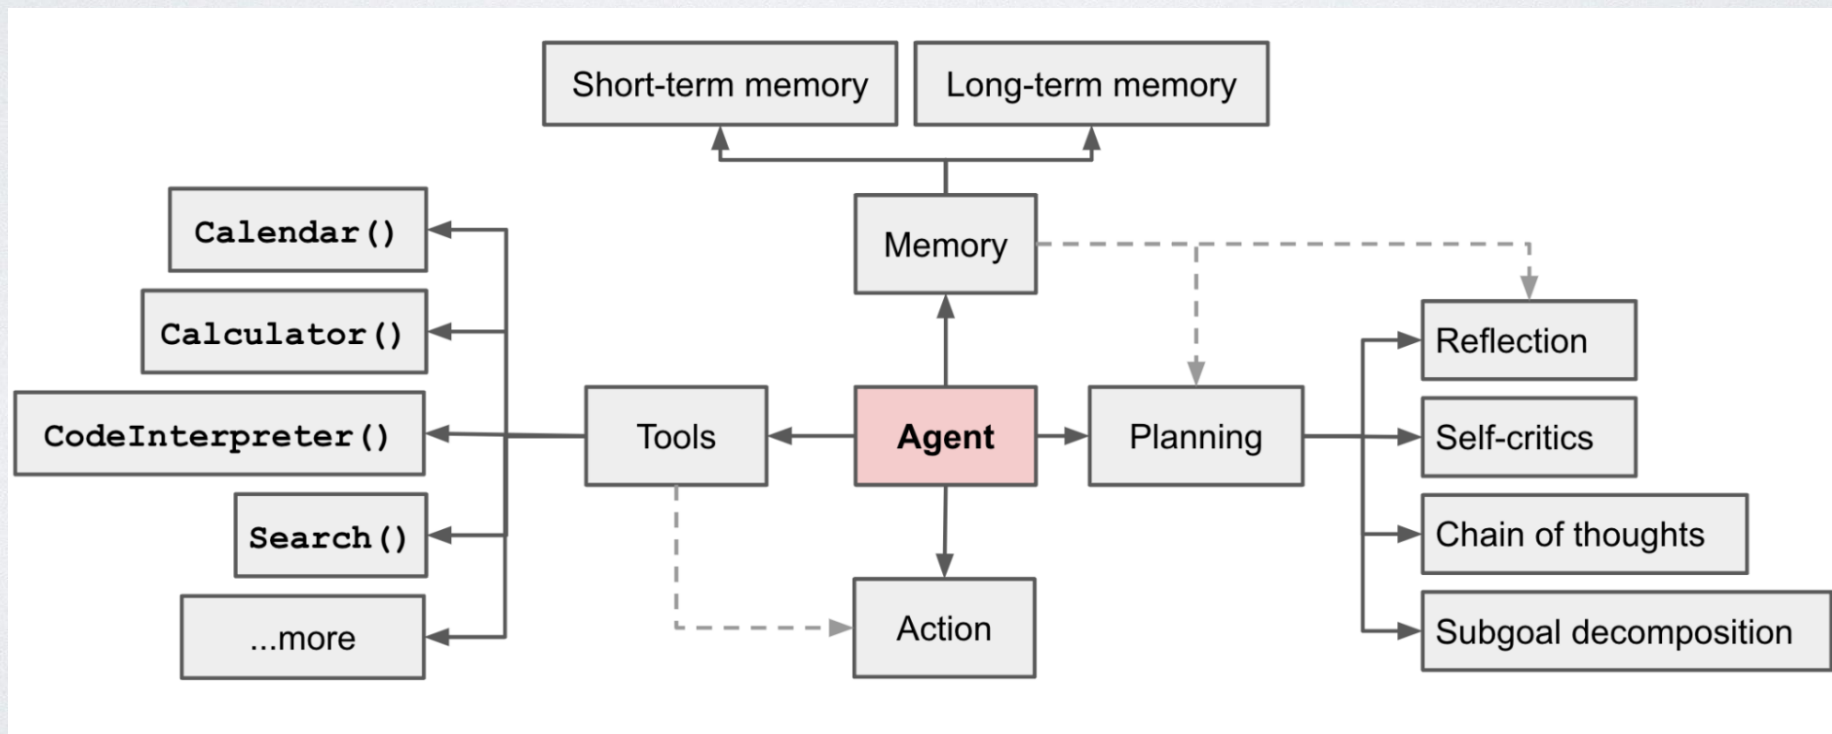 Short-term memory
Long-term memory
Calendar()
Memory
Calculator()
Reflection
CodeInterpreter()
Tools
Agent
Planning
Self-critics
Search()
Chain of thoughts
...more
Action
Subgoal decomposition